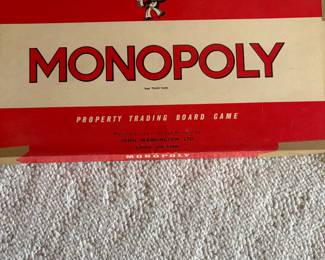 MONOPOLY
PROPERTY TRADING BOARD GAME
JOHN WADDINGTON LTD
MONOPOLY